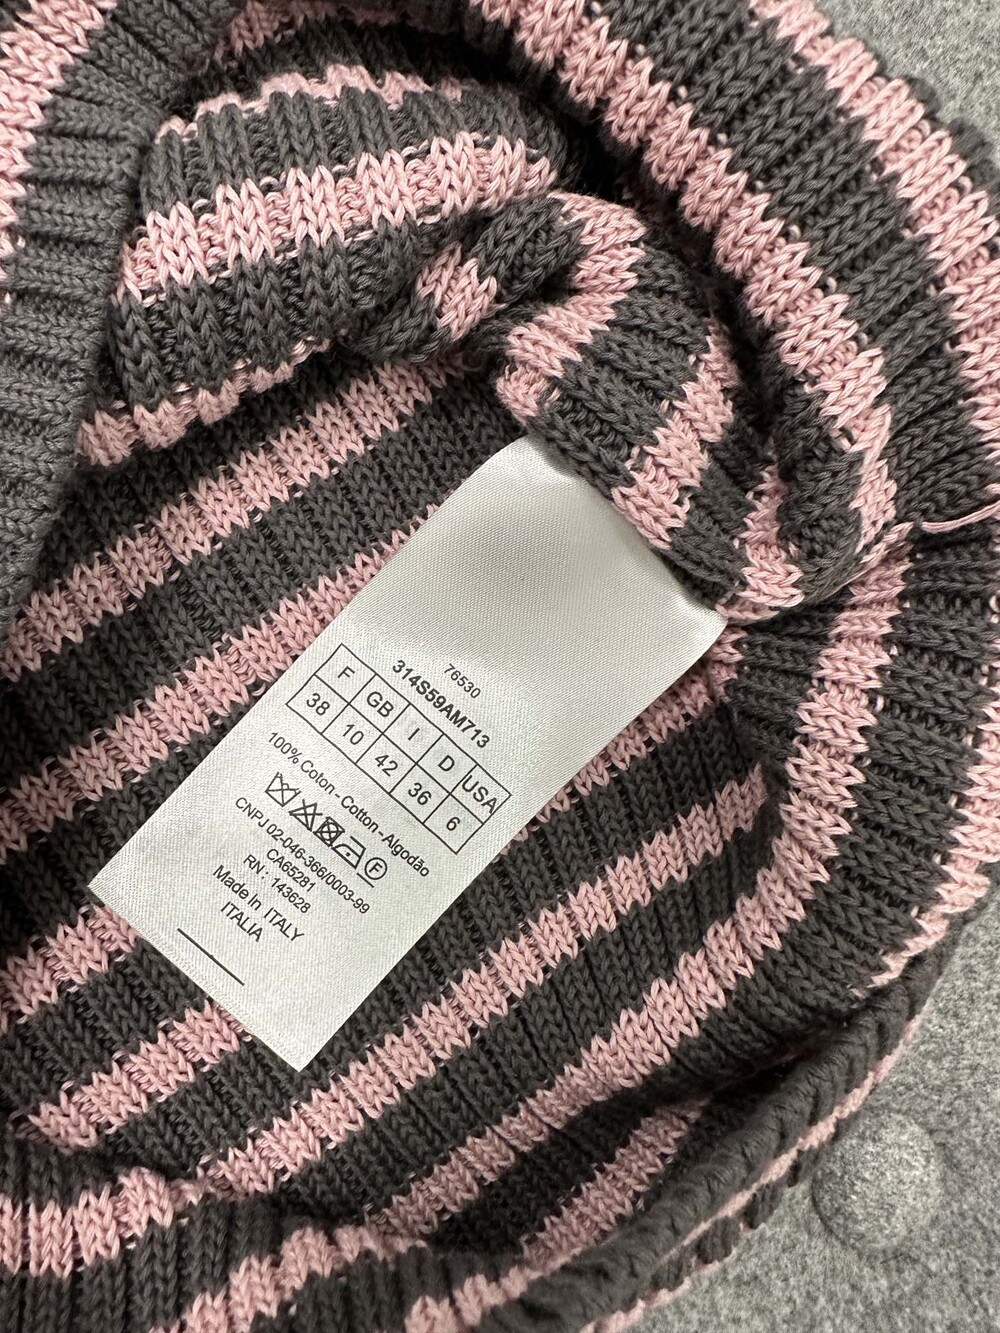 76530
314S59AM713
F GB I D USA
38 10 42 36 6
100% Coton - Cotton - Algodão
F
CNPJ 02-046-366/0003-99
CA65281
RN : 143628
Made In ITALY
ITALIA